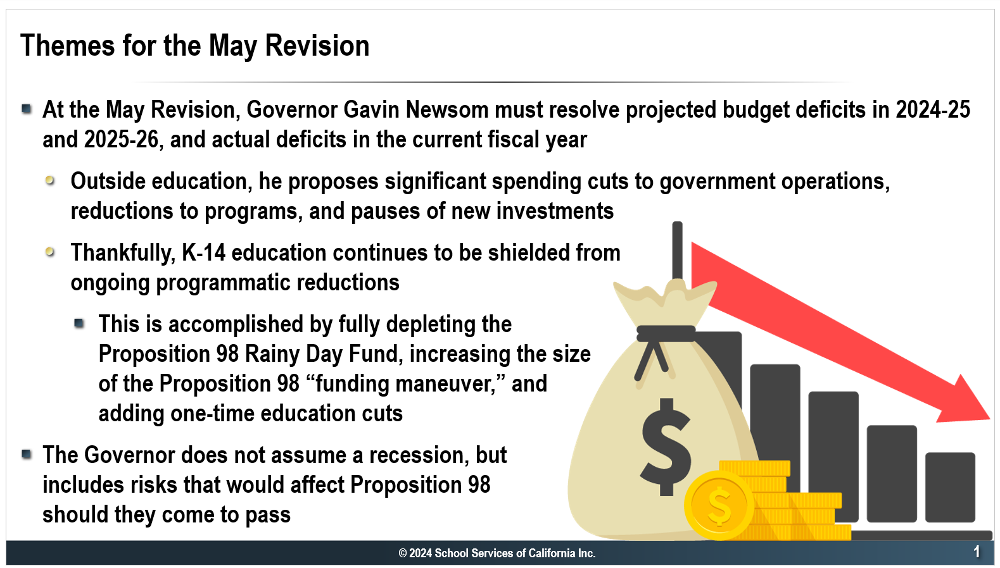 Themes for the May Revision
At the May Revision, Governor Gavin Newsom must resolve projected budget deficits in 2024-25
and 2025-26, and actual deficits in the current fiscal year
Outside education, he proposes significant spending cuts to government operations,
reductions to programs, and pauses of new investments
Thankfully, K-14 education continues to be shielded from
ongoing programmatic reductions
This is accomplished by fully depleting the
Proposition 98 Rainy Day Fund, increasing the size
of the Proposition 98 “funding maneuver,” and
adding one-time education cuts
The Governor does not assume a recession, but
includes risks that would affect Proposition 98
should they come to pass
$
$
© 2024 School Services of California Inc.
1